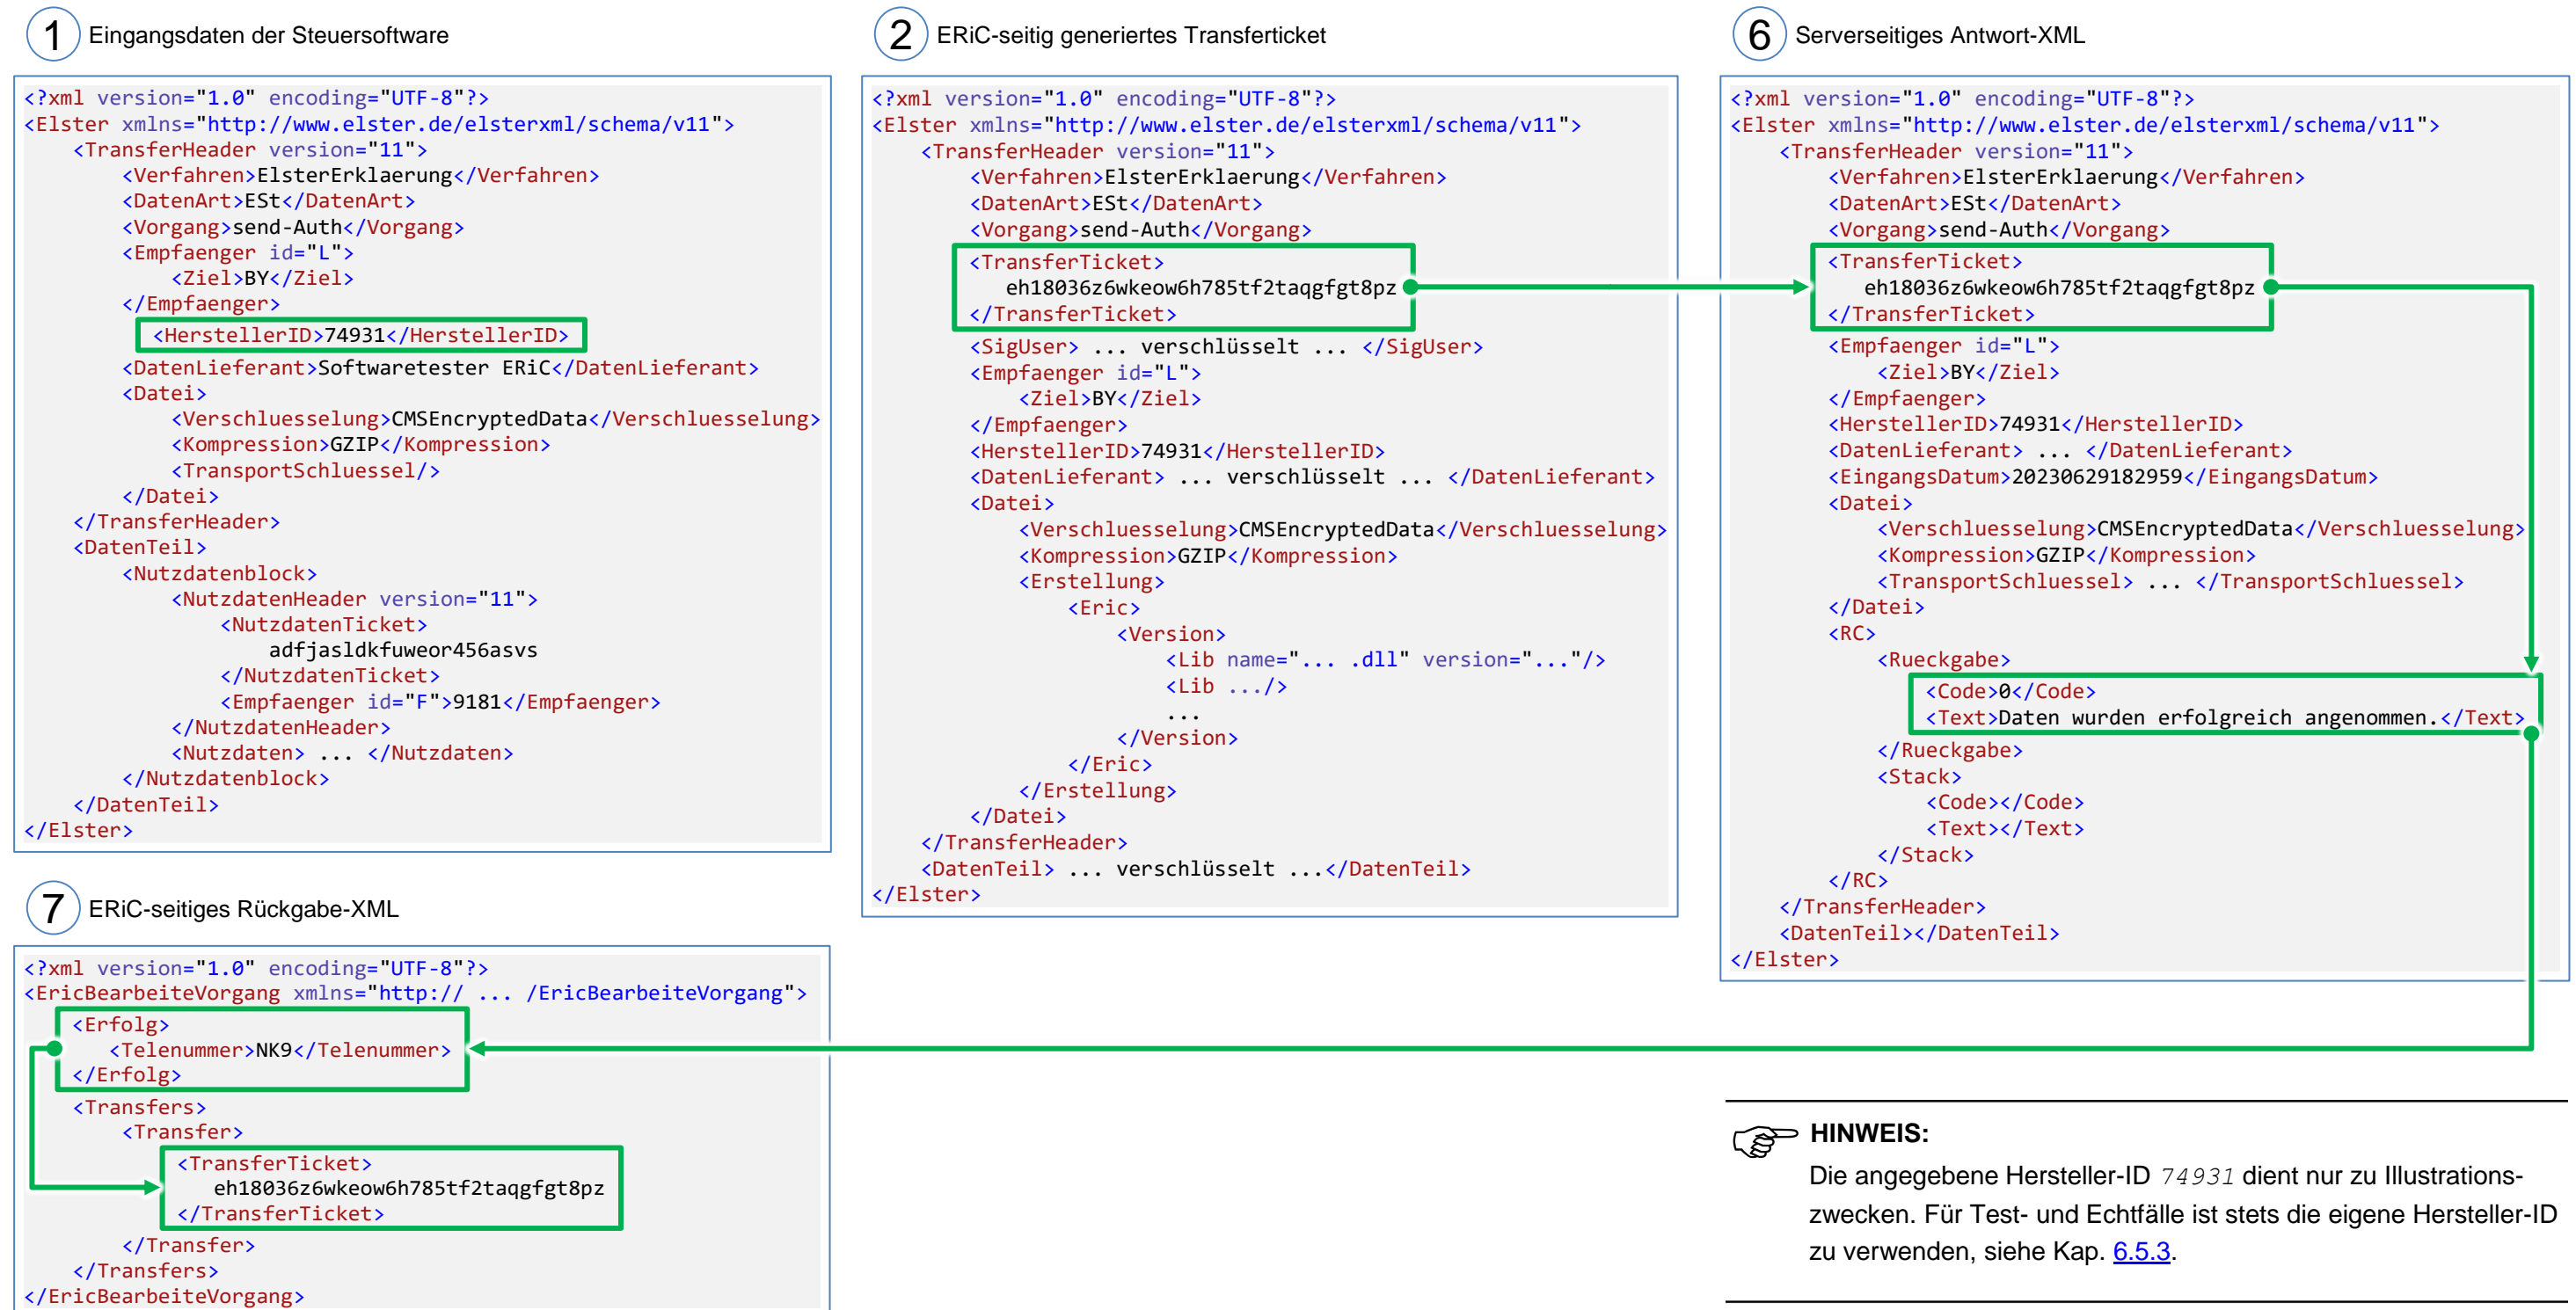 1 Eingangsdaten der Steuersoftware
<?xml version="1.0" encoding="UTF-8"?>
<Elster xmlns="http://www.elster.de/elsterxml/schema/v11">
<TransferHeader version="11">
<Verfahren>ElsterErklaerung</Verfahren>
<DatenArt>ESt</DatenArt>
<Vorgang>send-Auth</Vorgang>
<Empfaenger id="L">
<Ziel>BY</Ziel>
</Empfaenger>
<HerstellerID>74931</HerstellerID>
<DatenLieferant>Softwaretester ERiC</DatenLieferant>
<Datei>
<Verschluesselung>CMSEncryptedData</Verschluesselung>
<Kompression>GZIP</Kompression>
<TransportSchluessel/>
</Datei>
</TransferHeader>
<DatenTeil>
<Nutzdatenblock>
<NutzdatenHeader version="11">
<NutzdatenTicket>
adfjasldkfuweor456asvs
</NutzdatenTicket>
<Empfaenger id="F">9181</Empfaenger>
</NutzdatenHeader>
<Nutzdaten> ... </Nutzdaten>
</Nutzdatenblock>
</DatenTeil>
</Elster>
2 ERiC-seitig generiertes Transferticket
<?xml version="1.0" encoding="UTF-8"?>
<Elster xmlns="http://www.elster.de/elsterxml/schema/v11">
<TransferHeader version="11">
<Verfahren>ElsterErklaerung</Verfahren>
<DatenArt>ESt</DatenArt>
<Vorgang>send-Auth</Vorgang>
<TransferTicket>
eh18036z6wkeow6h785tf2taqgfgt8pz
</TransferTicket>
<SigUser> ... verschlüsselt ... </SigUser>
<Empfaenger id="L">
<Ziel>BY</Ziel>
</Empfaenger>
<HerstellerID>74931</HerstellerID>
<DatenLieferant> ... verschlüsselt ... </DatenLieferant>
<Datei>
<Verschluesselung>CMSEncryptedData</Verschluesselung>
<Kompression>GZIP</Kompression>
<Erstellung>
<Eric>
<Version>
<Lib name="... .dll" version="..."/>
<Lib .../>
...
</Version>
</Eric>
</Erstellung>
</Datei>
</TransferHeader>
<DatenTeil> ... verschlüsselt ...</DatenTeil>
</Elster>
6 Serverseitiges Antwort-XML
<?xml version="1.0" encoding="UTF-8"?>
<Elster xmlns="http://www.elster.de/elsterxml/schema/v11">
<TransferHeader version="11">
<Verfahren>ElsterErklaerung</Verfahren>
<DatenArt>ESt</DatenArt>
<Vorgang>send-Auth</Vorgang>
<TransferTicket>
eh18036z6wkeow6h785tf2taqgfgt8pz
</TransferTicket>
<Empfaenger id="L">
<Ziel>BY</Ziel>
</Empfaenger>
<HerstellerID>74931</HerstellerID>
<DatenLieferant> ... </DatenLieferant>
<EingangsDatum>20230629182959</EingangsDatum>
<Datei>
<Verschluesselung>CMSEncryptedData</Verschluesselung>
<Kompression>GZIP</Kompression>
<TransportSchluessel> ... </TransportSchluessel>
</Datei>
<RC>
<Rueckgabe>
<Code>0</Code>
<Text>Daten wurden erfolgreich angenommen.</Text>
</Rueckgabe>
<Stack>
<Code></Code>
<Text></Text>
</Stack>
</RC>
</TransferHeader>
<DatenTeil></DatenTeil>
</Elster>
7 ERiC-seitiges Rückgabe-XML
<?xml version="1.0" encoding="UTF-8"?>
<EricBearbeiteVorgang xmlns="http:// ... /EricBearbeiteVorgang">
<Erfolg>
<Telenummer>NK9</Telenummer>
</Erfolg>
<Transfers>
<Transfer>
<TransferTicket>
eh18036z6wkeow6h785tf2taqgfgt8pz
</TransferTicket>
</Transfer>
</Transfers>
</EricBearbeiteVorgang>
HINWEIS:
Die angegebene Hersteller-ID 74931 dient nur zu Illustrations-
zwecken. Für Test- und Echtfälle ist stets die eigene Hersteller-ID
zu verwenden, siehe Kap. 6.5.3.